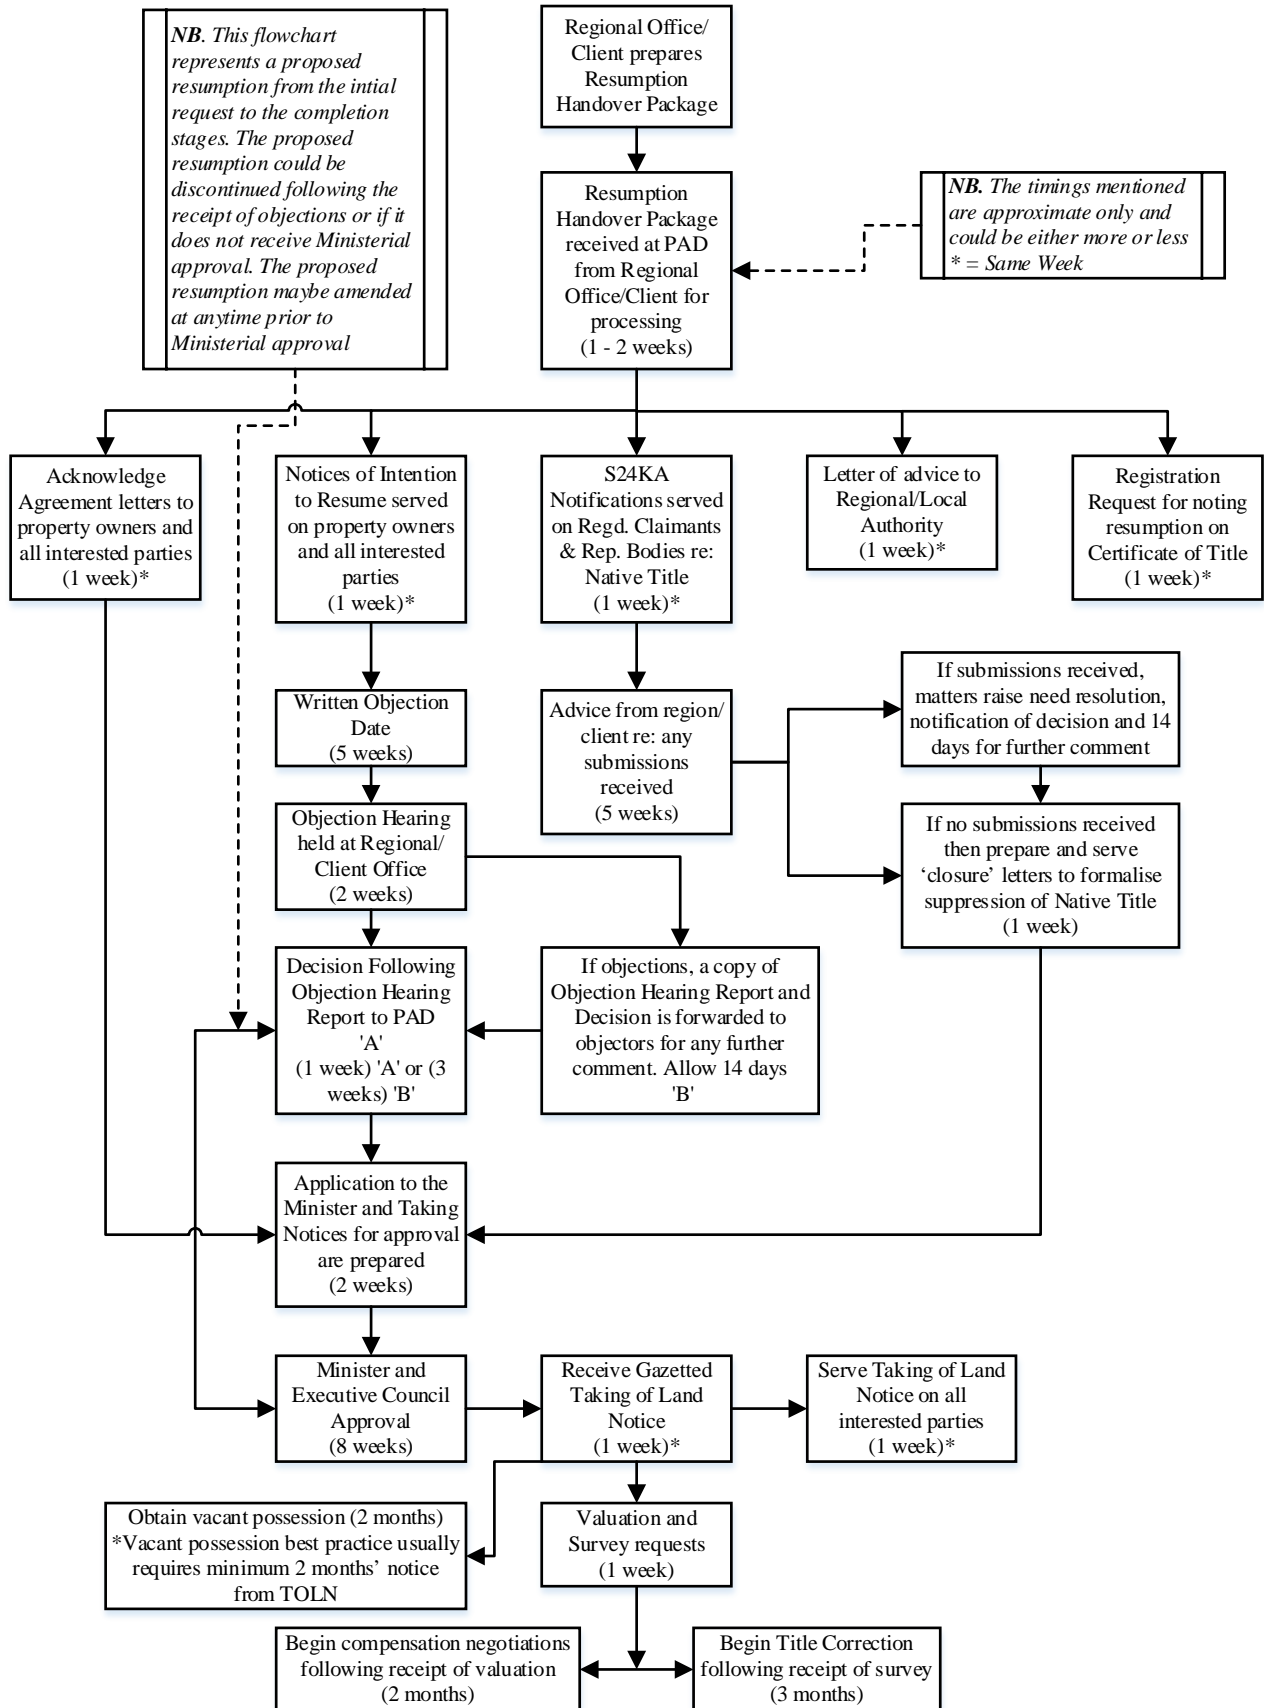 NB. This flowchart
represents a proposed
resumption from the intial
request to the completion
stages. The proposed
resumption could be
discontinued following the
receipt of objections or if it
does not receive Ministerial
approval. The proposed
resumption maybe amended
at anytime prior to
Ministerial approval
Regional Office/
Client prepares
Resumption
Handover Package
Resumption
Handover Package
received at PAD
from Regional
Office/Client for
processing
(1 - 2 weeks)
NB. The timings mentioned
are approximate only and
could be either more or less
* = Same Week
Acknowledge
Agreement letters to
property owners and
all interested parties
(1 week)*
Notices of Intention
to Resume served
on property owners
and all interested
parties
(1 week)*
S24KA
Notifications served
on Regd. Claimants
& Rep. Bodies re:
Native Title
(1 week)*
Letter of advice to
Regional/Local
Authority
(1 week)*
Registration
Request for noting
resumption on
Certificate of Title
(1 week)*
Written Objection
Date
(5 weeks)
Advice from region/
client re: any
submissions
received
(5 weeks)
If submissions received,
matters raise need resolution,
notification of decision and 14
days for further comment
Objection Hearing
held at Regional/
Client Office
(2 weeks)
If no submissions received
then prepare and serve
‘closure’ letters to formalise
suppression of Native Title
(1 week)
Decision Following
Objection Hearing
Report to PAD
'A'
(1 week) 'A' or (3
weeks) 'B'
If objections, a copy of
Objection Hearing Report and
Decision is forwarded to
objectors for any further
comment. Allow 14 days
'B'
Application to the
Minister and Taking
Notices for approval
are prepared
(2 weeks)
Minister and
Executive Council
Approval
(8 weeks)
Receive Gazetted
Taking of Land
Notice
(1 week)*
Serve Taking of Land
Notice on all
interested parties
(1 week)*
Obtain vacant possession (2 months)
*Vacant possession best practice usually
requires minimum 2 months’ notice
from TOLN
Valuation and
Survey requests
(1 week)
Begin compensation negotiations
following receipt of valuation
(2 months)
Begin Title Correction
following receipt of survey
(3 months)